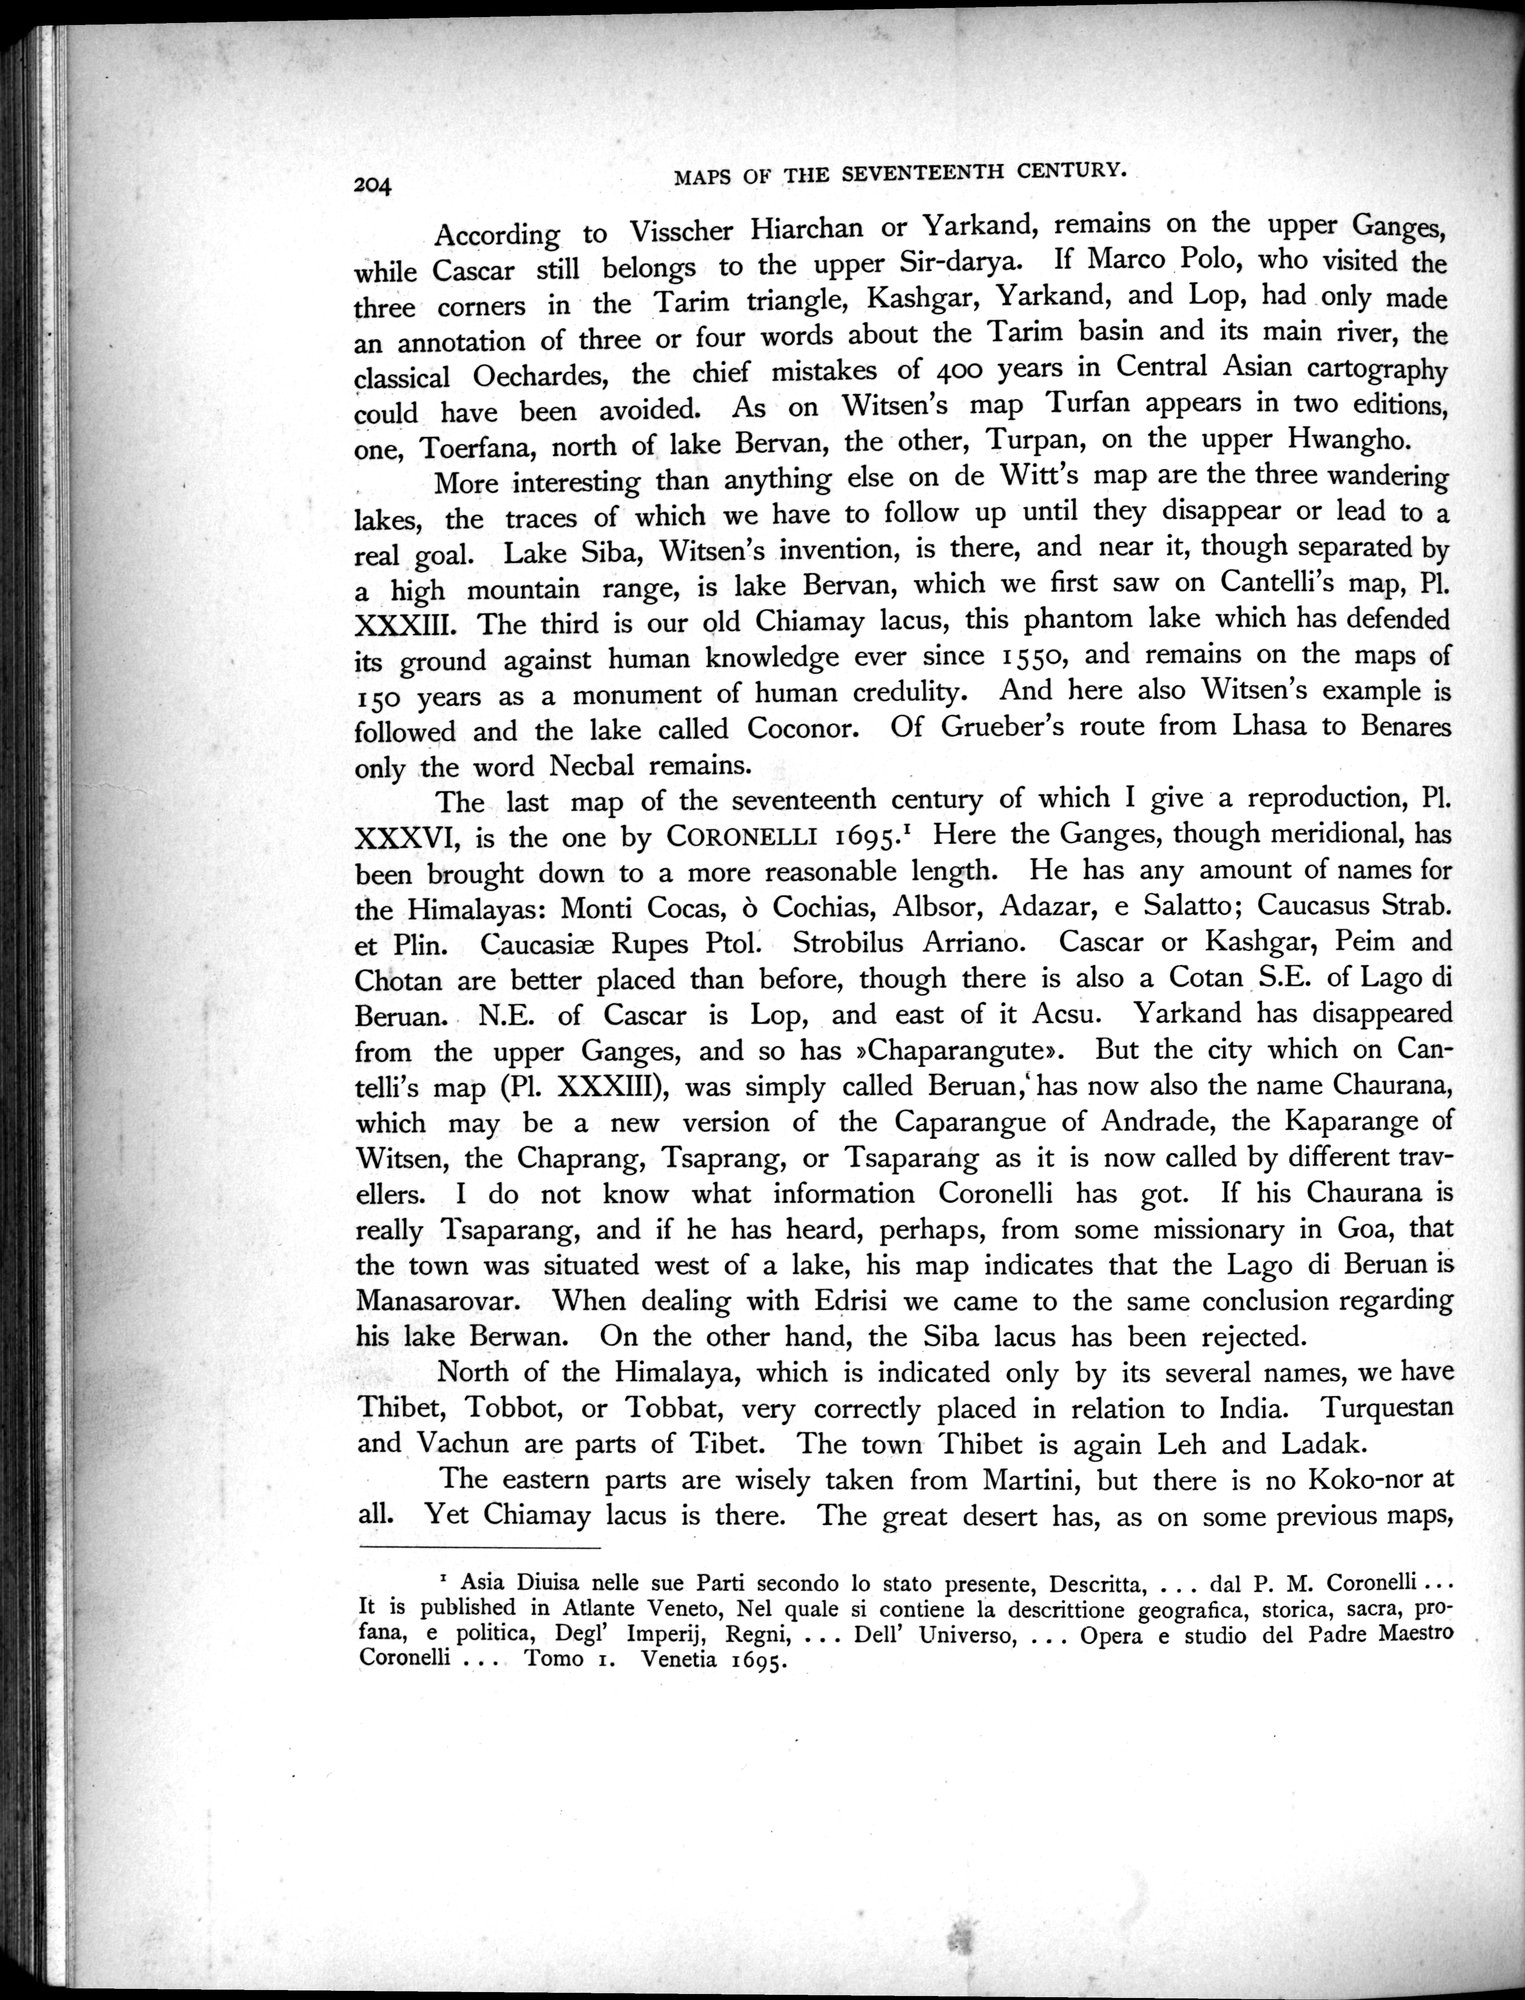 204
MAPS OF THE SEVENTEENTH CENTURY.
According to Visscher Hiarchan or Yarkand, remains on the upper Ganges,
while Cascar still belongs to the upper Sir-darya. If Marco Polo, who visited the
three corners in the Tarim triangle, Kashgar, Yarkand, and Lop, had only made
an annotation of three or four words about the Tarim basin and its main river, the
classical Oechardes, the chief mistakes of 400 years in Central Asian cartography
could have been avoided. As on Witsen's map Turfan appears in two editions,
one, Toerfana, north of lake Bervan, the other, Turpan, on the upper Hwangho.
More interesting than anything else on de Witt's map are the three wandering
lakes, the traces of which we have to follow up until they disappear or lead to a
real goal. Lake Siba, Witsen's invention, is there, and near it, though separated by
a high mountain range, is lake Bervan, which we first saw on Cantelli's map, Pl.
XXXIII. The third is our old Chiamay lacus, this phantom lake which has defended
its ground against human knowledge ever since 1550, and remains on the maps of
150 years as a monument of human credulity. And here also Witsen's example is
followed and the lake called Coconor. Of Grueber's route from Lhasa to Benares
only the word Necbal remains.
The last map of the seventeenth century of which I give a reproduction, Pl.
XXXVI, is the one by CORONELLI 1695.¹ Here the Ganges, though meridional, has
been brought down to a more reasonable length. He has any amount of names for
the Himalayas: Monti Cocas, ò Cochias, Albsor, Adazar, e Salatto; Caucasus Strab.
et Plin. Caucasiæ Rupes Ptol. Strobilus Arriano. Cascar or Kashgar, Peim and
Chotan are better placed than before, though there is also a Cotan S.E. of Lago di
Beruan. N.E. of Cascar is Lop, and east of it Acsu. Yarkand has disappeared
from the upper Ganges, and so has »Chaparangute». But the city which on Can-
telli's map (Pl. XXXIII), was simply called Beruan, has now also the name Chaurana,
which may be a new version of the Caparangue of Andrade, the Kaparange of
Witsen, the Chaprang, Tsaprang, or Tsaparang as it is now called by different trav-
ellers. I do not know what information Coronelli has got. If his Chaurana is
really Tsaparang, and if he has heard, perhaps, from some missionary in Goa, that
the town was situated west of a lake, his map indicates that the Lago di Beruan is
Manasarovar. When dealing with Edrisi we came to the same conclusion regarding
his lake Berwan. On the other hand, the Siba lacus has been rejected.
North of the Himalaya, which is indicated only by its several names, we have
Thibet, Tobbot, or Tobbat, very correctly placed in relation to India. Turquestan
and Vachun are parts of Tibet. The town Thibet is again Leh and Ladak.
The eastern parts are wisely taken from Martini, but there is no Koko-nor at
all. Yet Chiamay lacus is there. The great desert has, as on some previous maps,
¹ Asia Diuisa nelle sue Parti secondo lo stato presente, Descritta, ... dal P. M. Coronelli ...
It is published in Atlante Veneto, Nel quale si contiene la descrittione geografica, storica, sacra, pro-
fana, e politica, Degl' Imperij, Regni, ... Dell' Universo, ... Opera e studio del Padre Maestro
Coronelli ... Tomo 1. Venetia 1695.